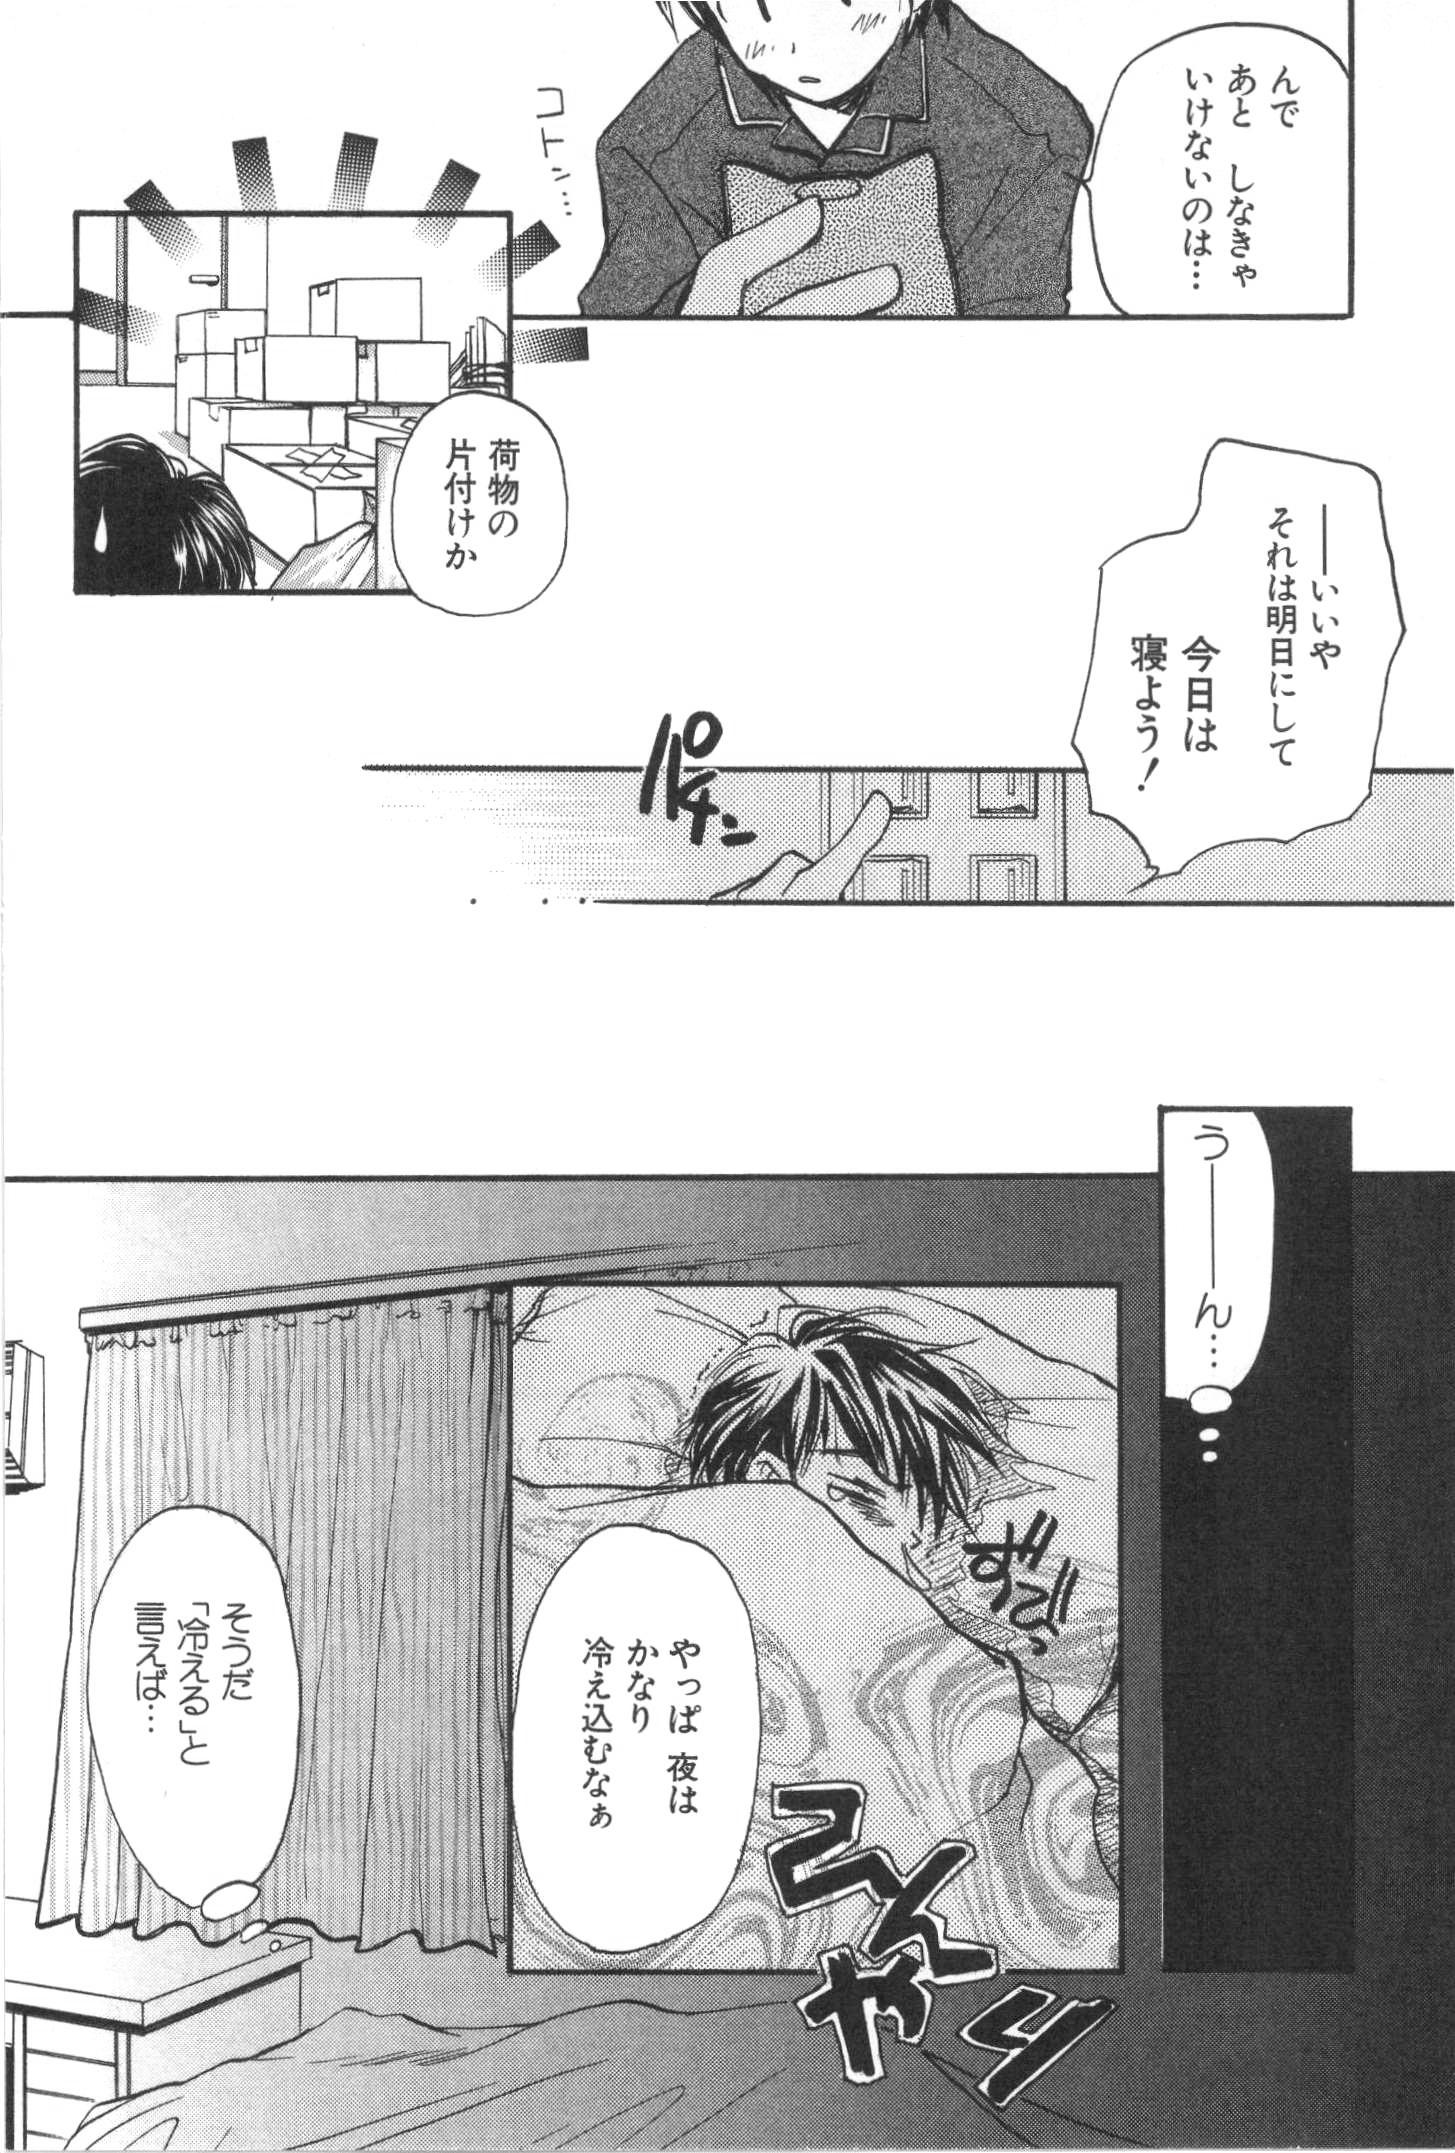 んで
あと しなきゃ
いけないのは…
コトン…
荷物の
片付けか
――いいや
それは明日にして
今日は
寝よう!
パチン
う――ん…
ずびっ
やっぱ 夜は
かなり
冷え込むなぁ
ひんやり
そうだ
「冷える」と
言えば…